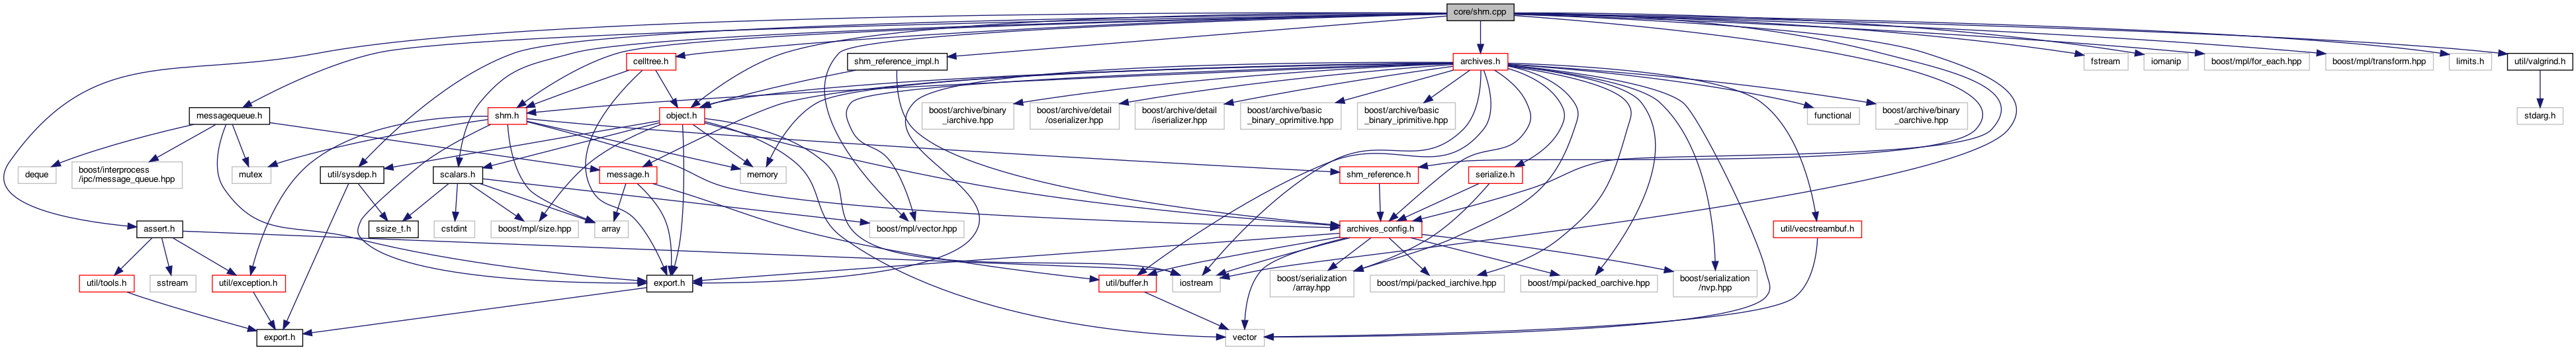 core/shm.cpp
celltree.h
shm_reference_impl.h
archives.h
fstream
iomanip
boost/mpl/for_each.hpp
boost/mpl/transform.hpp
limits.h
util/valgrind.h
messagequeue.h
shm.h
object.h
boost/archive/binary
_iarchive.hpp
boost/archive/detail
/oserializer.hpp
boost/archive/detail
/iserializer.hpp
boost/archive/basic
_binary_oprimitive.hpp
boost/archive/basic
_binary_iprimitive.hpp
functional
boost/archive/binary
_oarchive.hpp
stdarg.h
deque
boost/interprocess
/ipc/message_queue.hpp
mutex
util/sysdep.h
scalars.h
message.h
memory
shm_reference.h
serialize.h
assert.h
ssize_t.h
cstdint
boost/mpl/size.hpp
array
boost/mpl/vector.hpp
archives_config.h
util/vecstreambuf.h
util/tools.h
sstream
util/exception.h
export.h
util/buffer.h
iostream
boost/serialization
/array.hpp
boost/mpi/packed_iarchive.hpp
boost/mpi/packed_oarchive.hpp
boost/serialization
/nvp.hpp
export.h
vector